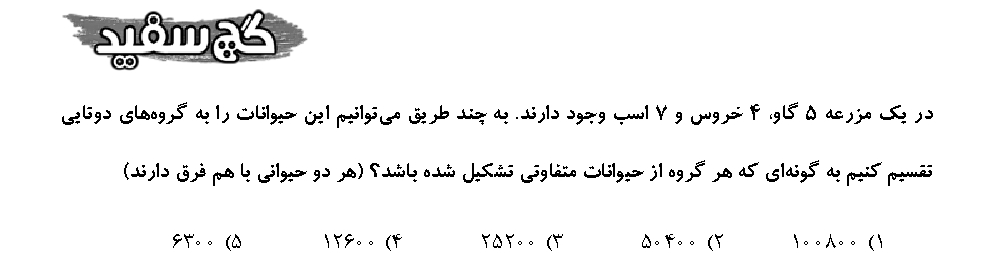 گچ سفید
در یک مزرعه ۵ گاو، ۴ خروس و ۷ اسب وجود دارند. به چند طریق می‌توانیم این حیوانات را به گروه‌های دوتایی
تقسیم کنیم به گونه‌ای که هر گروه از حیوانات متفاوتی تشکیل شده باشد؟ (هر دو حیوانی با هم فرق دارند)
۱) ۱۰۰۸۰۰ ۲) ۵۰۴۰۰ ۳) ۲۵۲۰۰ ۴) ۱۲۶۰۰ ۵) ۶۳۰۰